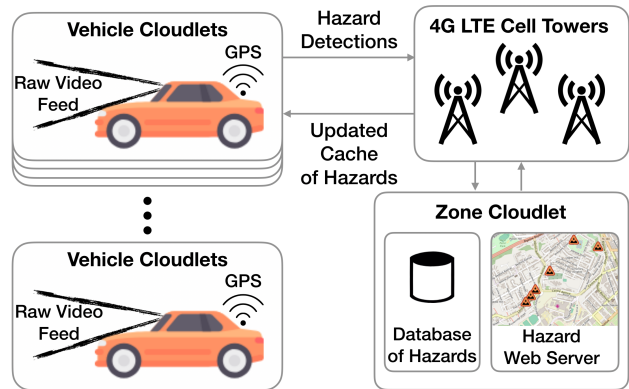 Vehicle Cloudlets
GPS
Raw Video
Feed
Hazard
Detections
Updated
Cache
of Hazards
4G LTE Cell Towers
Vehicle Cloudlets
GPS
Raw Video
Feed
Zone Cloudlet
Database
of Hazards
Hazard
Web Server